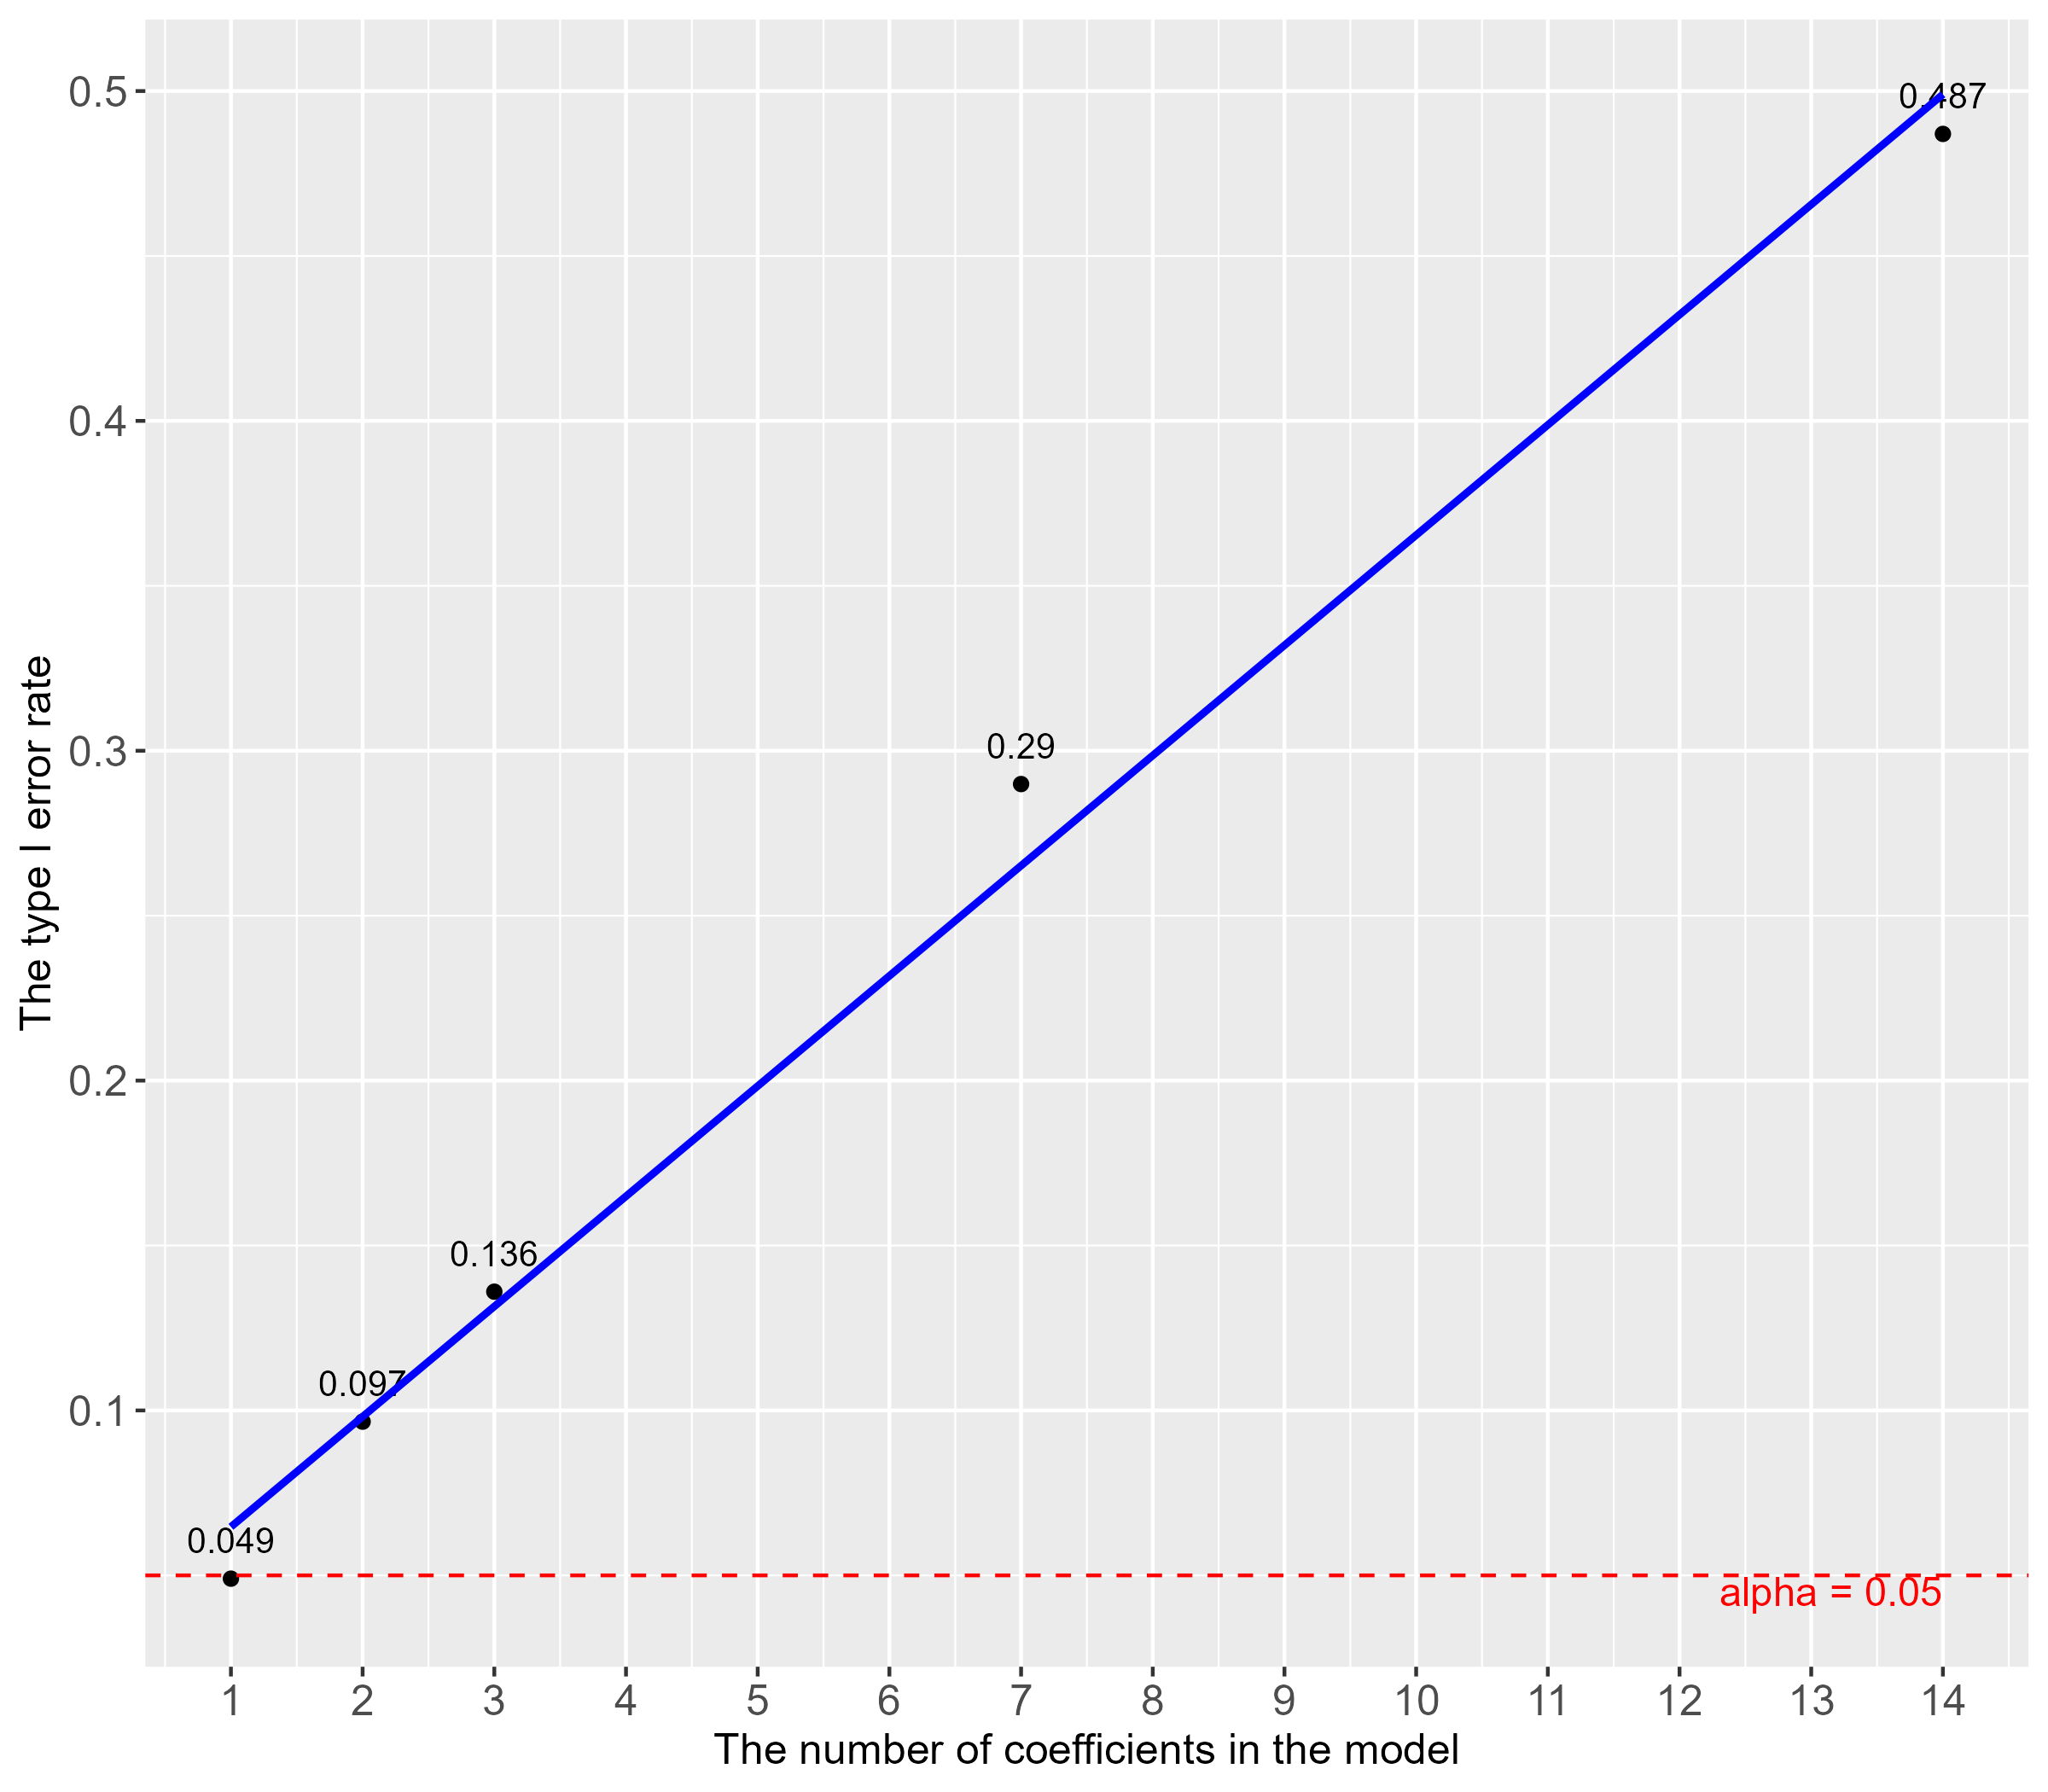 0.5
0.4
0.3
0.2
0.1
The type I error rate
0.487
0.29
0.136
0.097
0.049
alpha = 0.05
1 2 3 4 5 6 7 8 9 10 11 12 13 14
The number of coefficients in the model